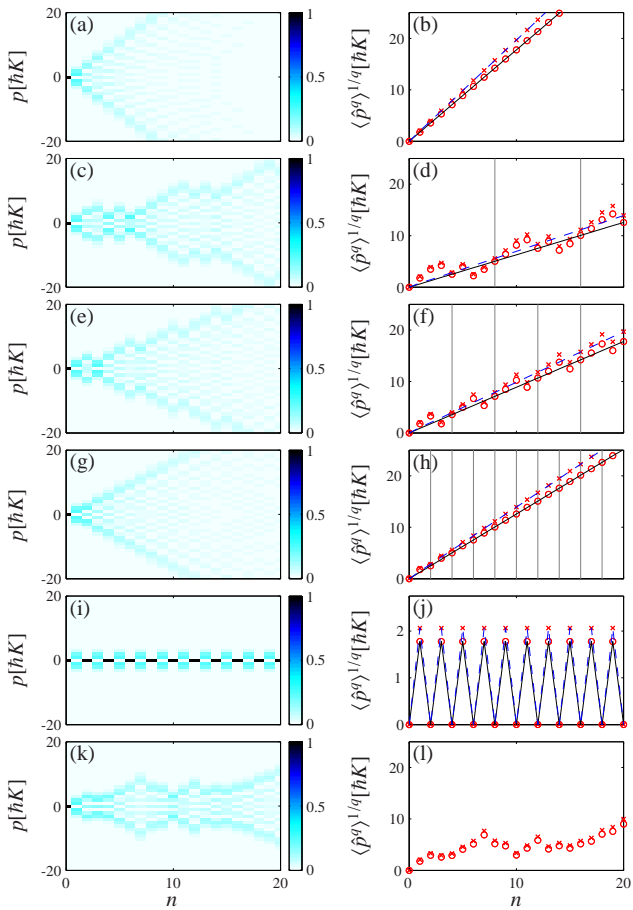 (a) 20 0 -20 p[ħK] 1 0.5 0
(b) 20 10 0 ⟨p̂^q⟩^{1/q}[ħK]
(c) 20 0 -20 p[ħK] 1 0.5 0
(d) 20 10 0 ⟨p̂^q⟩^{1/q}[ħK]
(e) 20 0 -20 p[ħK] 1 0.5 0
(f) 20 10 0 ⟨p̂^q⟩^{1/q}[ħK]
(g) 20 0 -20 p[ħK] 1 0.5 0
(h) 20 10 0 ⟨p̂^q⟩^{1/q}[ħK]
(i) 20 0 -20 p[ħK] 1 0.5 0
(j) 2 1 0 ⟨p̂^q⟩^{1/q}[ħK]
(k) 20 0 -20 p[ħK] 1 0.5 0
(l) 20 10 0 ⟨p̂^q⟩^{1/q}[ħK]
0 10 20 0 10 20
n n